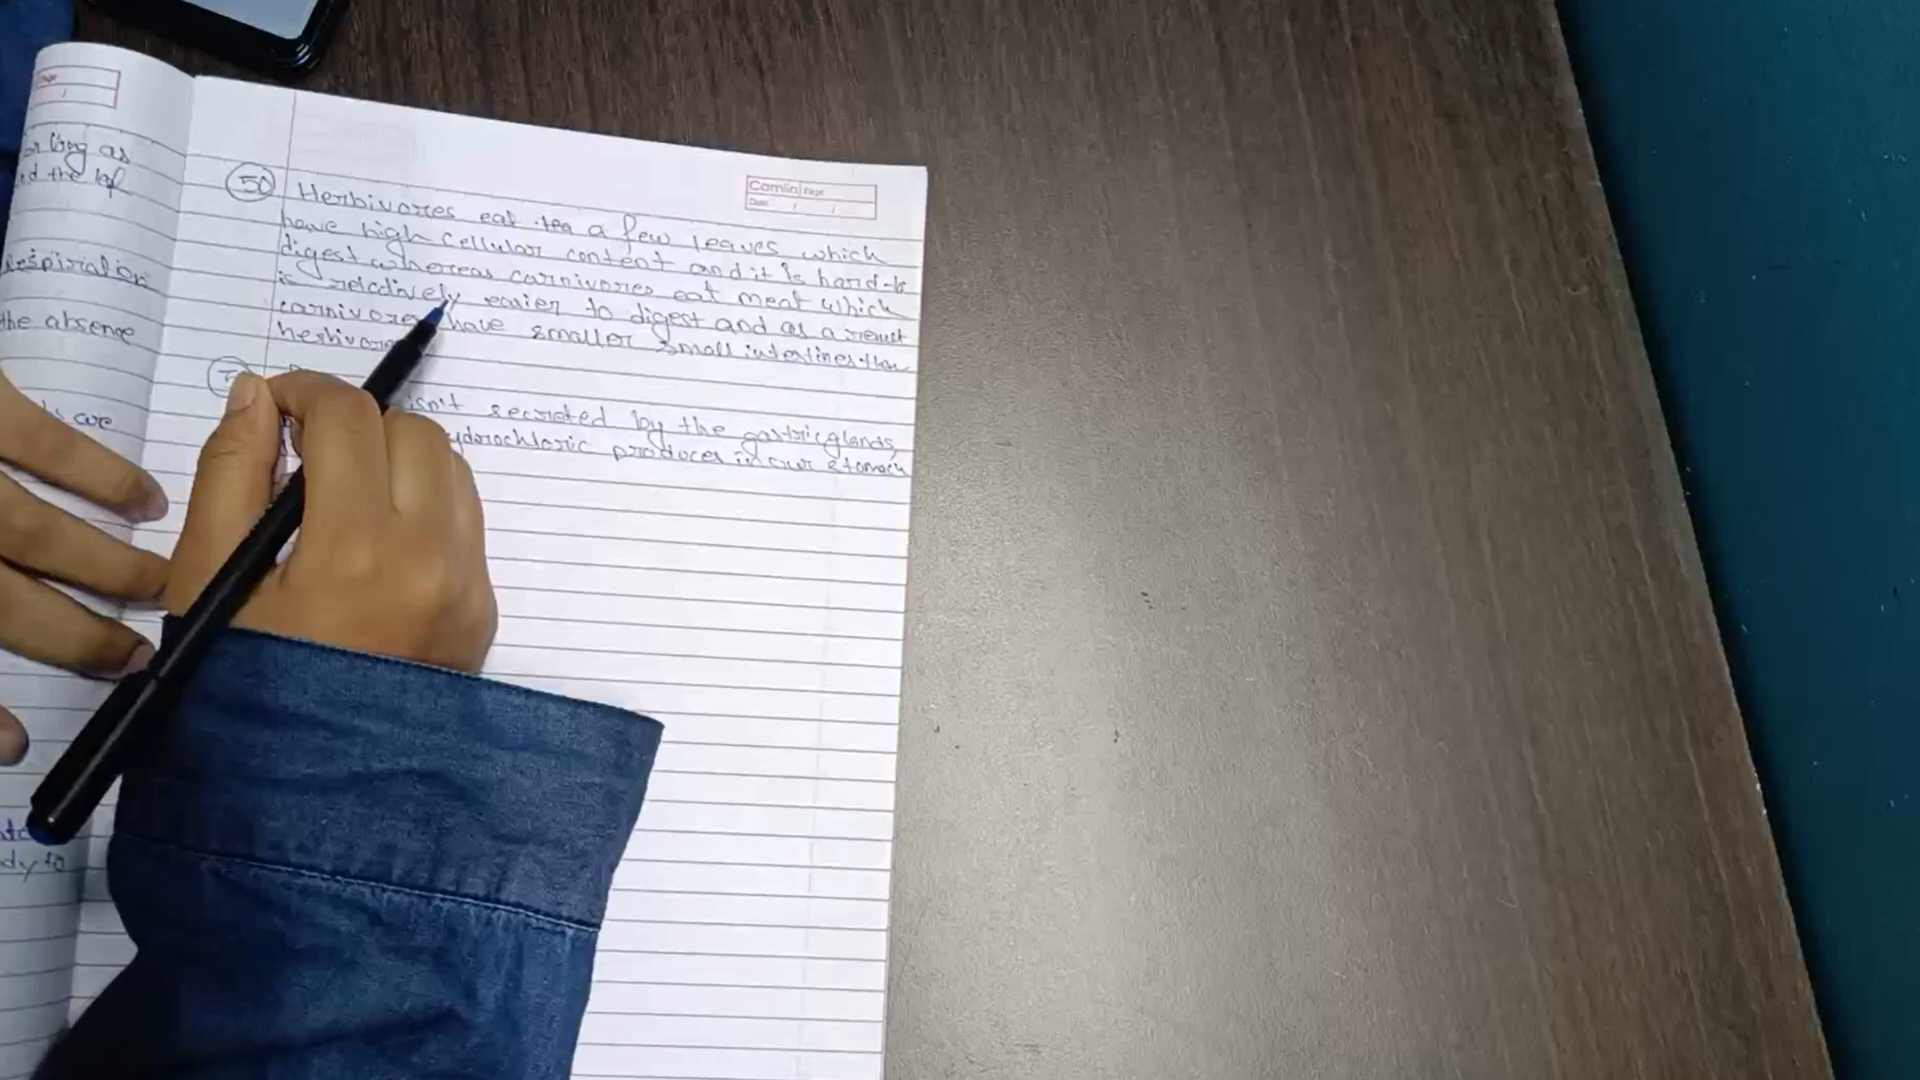 Page
long as
ed the lef
Respiration
the absence
are
dy to
Camlin Page
Date / /
50 Herbivores eat a few leaves which
have high cellular content and it is hard to
digest whereas carnivores eat meat which
is relatively easier to digest and as a result
carnivores have smaller small intestines than
herbivores
isn't secreted by the gastric glands,
hydrochloric produces in our stomach